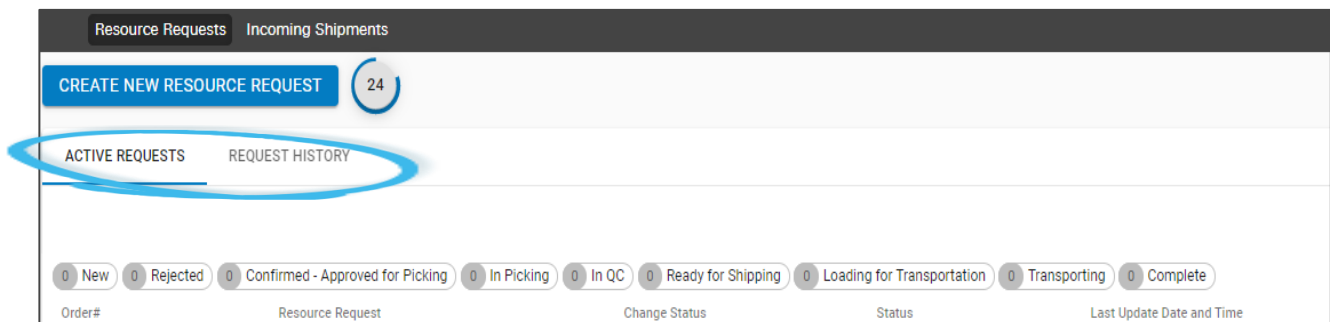 Resource Requests Incoming Shipments
CREATE NEW RESOURCE REQUEST 24
ACTIVE REQUESTS REQUEST HISTORY
0 New 0 Rejected 0 Confirmed - Approved for Picking 0 In Picking 0 In QC 0 Ready for Shipping 0 Loading for Transportation 0 Transporting 0 Complete
Order# Resource Request Change Status Status Last Update Date and Time